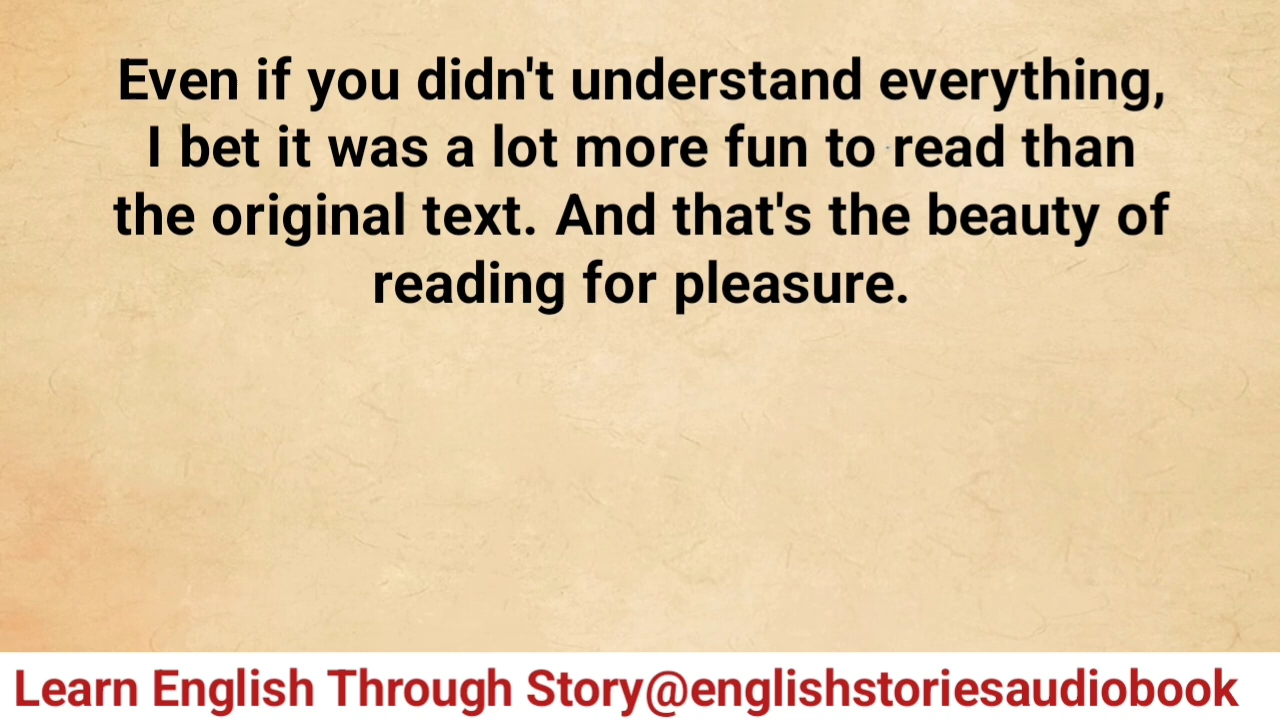 Even if you didn't understand everything,
I bet it was a lot more fun to read than
the original text. And that's the beauty of
reading for pleasure.
Learn English Through Story@englishstoriesaudiobook